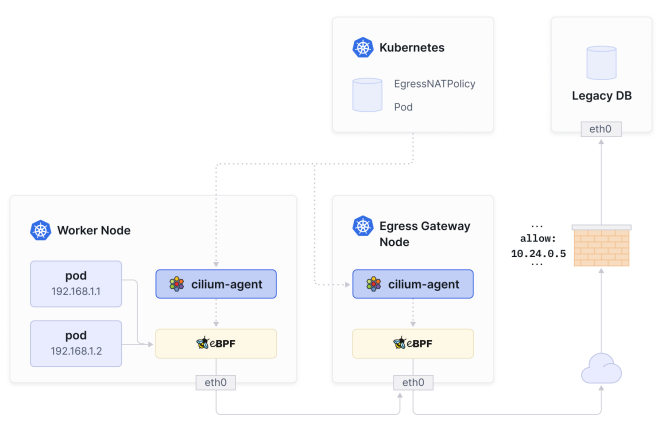 Kubernetes
EgressNATPolicy
Pod
Legacy DB
eth0
...
allow:
10.24.0.5
...
Worker Node
pod
192.168.1.1
pod
192.168.1.2
cilium-agent
eBPF
eth0
Egress Gateway
Node
cilium-agent
eBPF
eth0